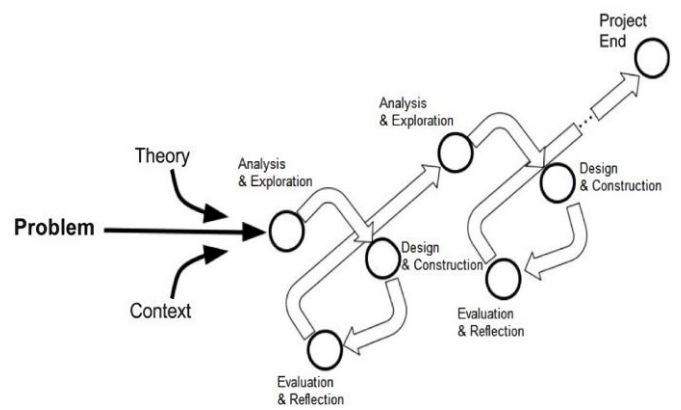 Project
End
Analysis
& Exploration
Theory
Analysis
& Exploration
Design
& Construction
Problem
Design
& Construction
Context
Evaluation
& Reflection
Evaluation
& Reflection